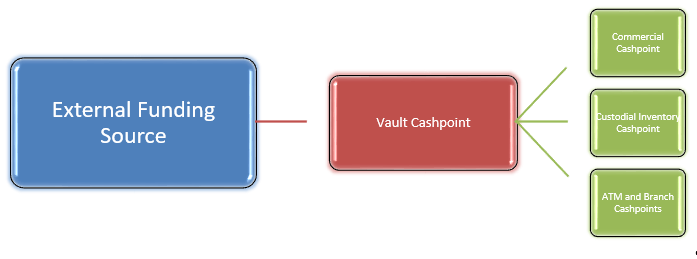 External Funding
Source
Vault Cashpoint
Commercial
Cashpoint
Custodial Inventory
Cashpoint
ATM and Branch
Cashpoints